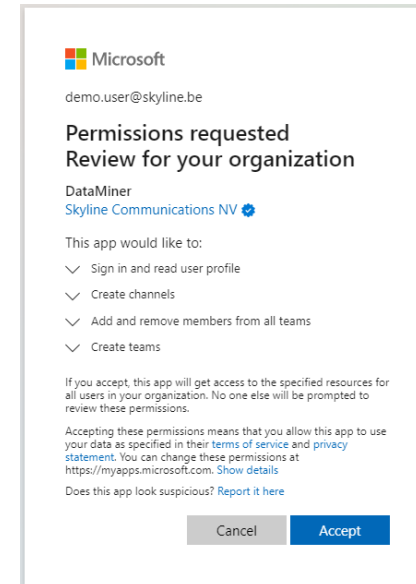 Microsoft
demo.user@skyline.be
Permissions requested
Review for your organization
DataMiner
Skyline Communications NV
This app would like to:
Sign in and read user profile
Create channels
Add and remove members from all teams
Create teams
If you accept, this app will get access to the specified resources for
all users in your organization. No one else will be prompted to
review these permissions.
Accepting these permissions means that you allow this app to use
your data as specified in their terms of service and privacy
statement. You can change these permissions at
https://myapps.microsoft.com. Show details
Does this app look suspicious? Report it here
Cancel Accept